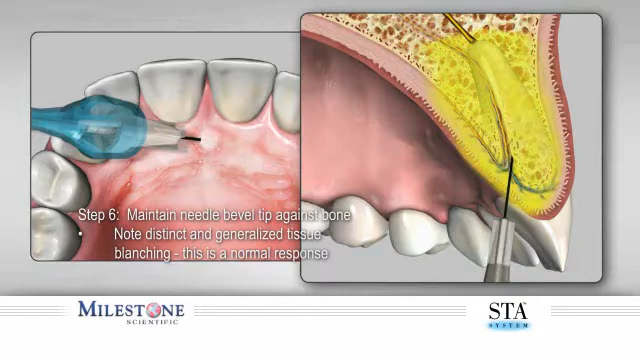 Step 6: Maintain needle bevel tip against bone
• Note distinct and generalized tissue
blanching - this is a normal response
MILESTONE
SCIENTIFIC
STA
SYSTEM